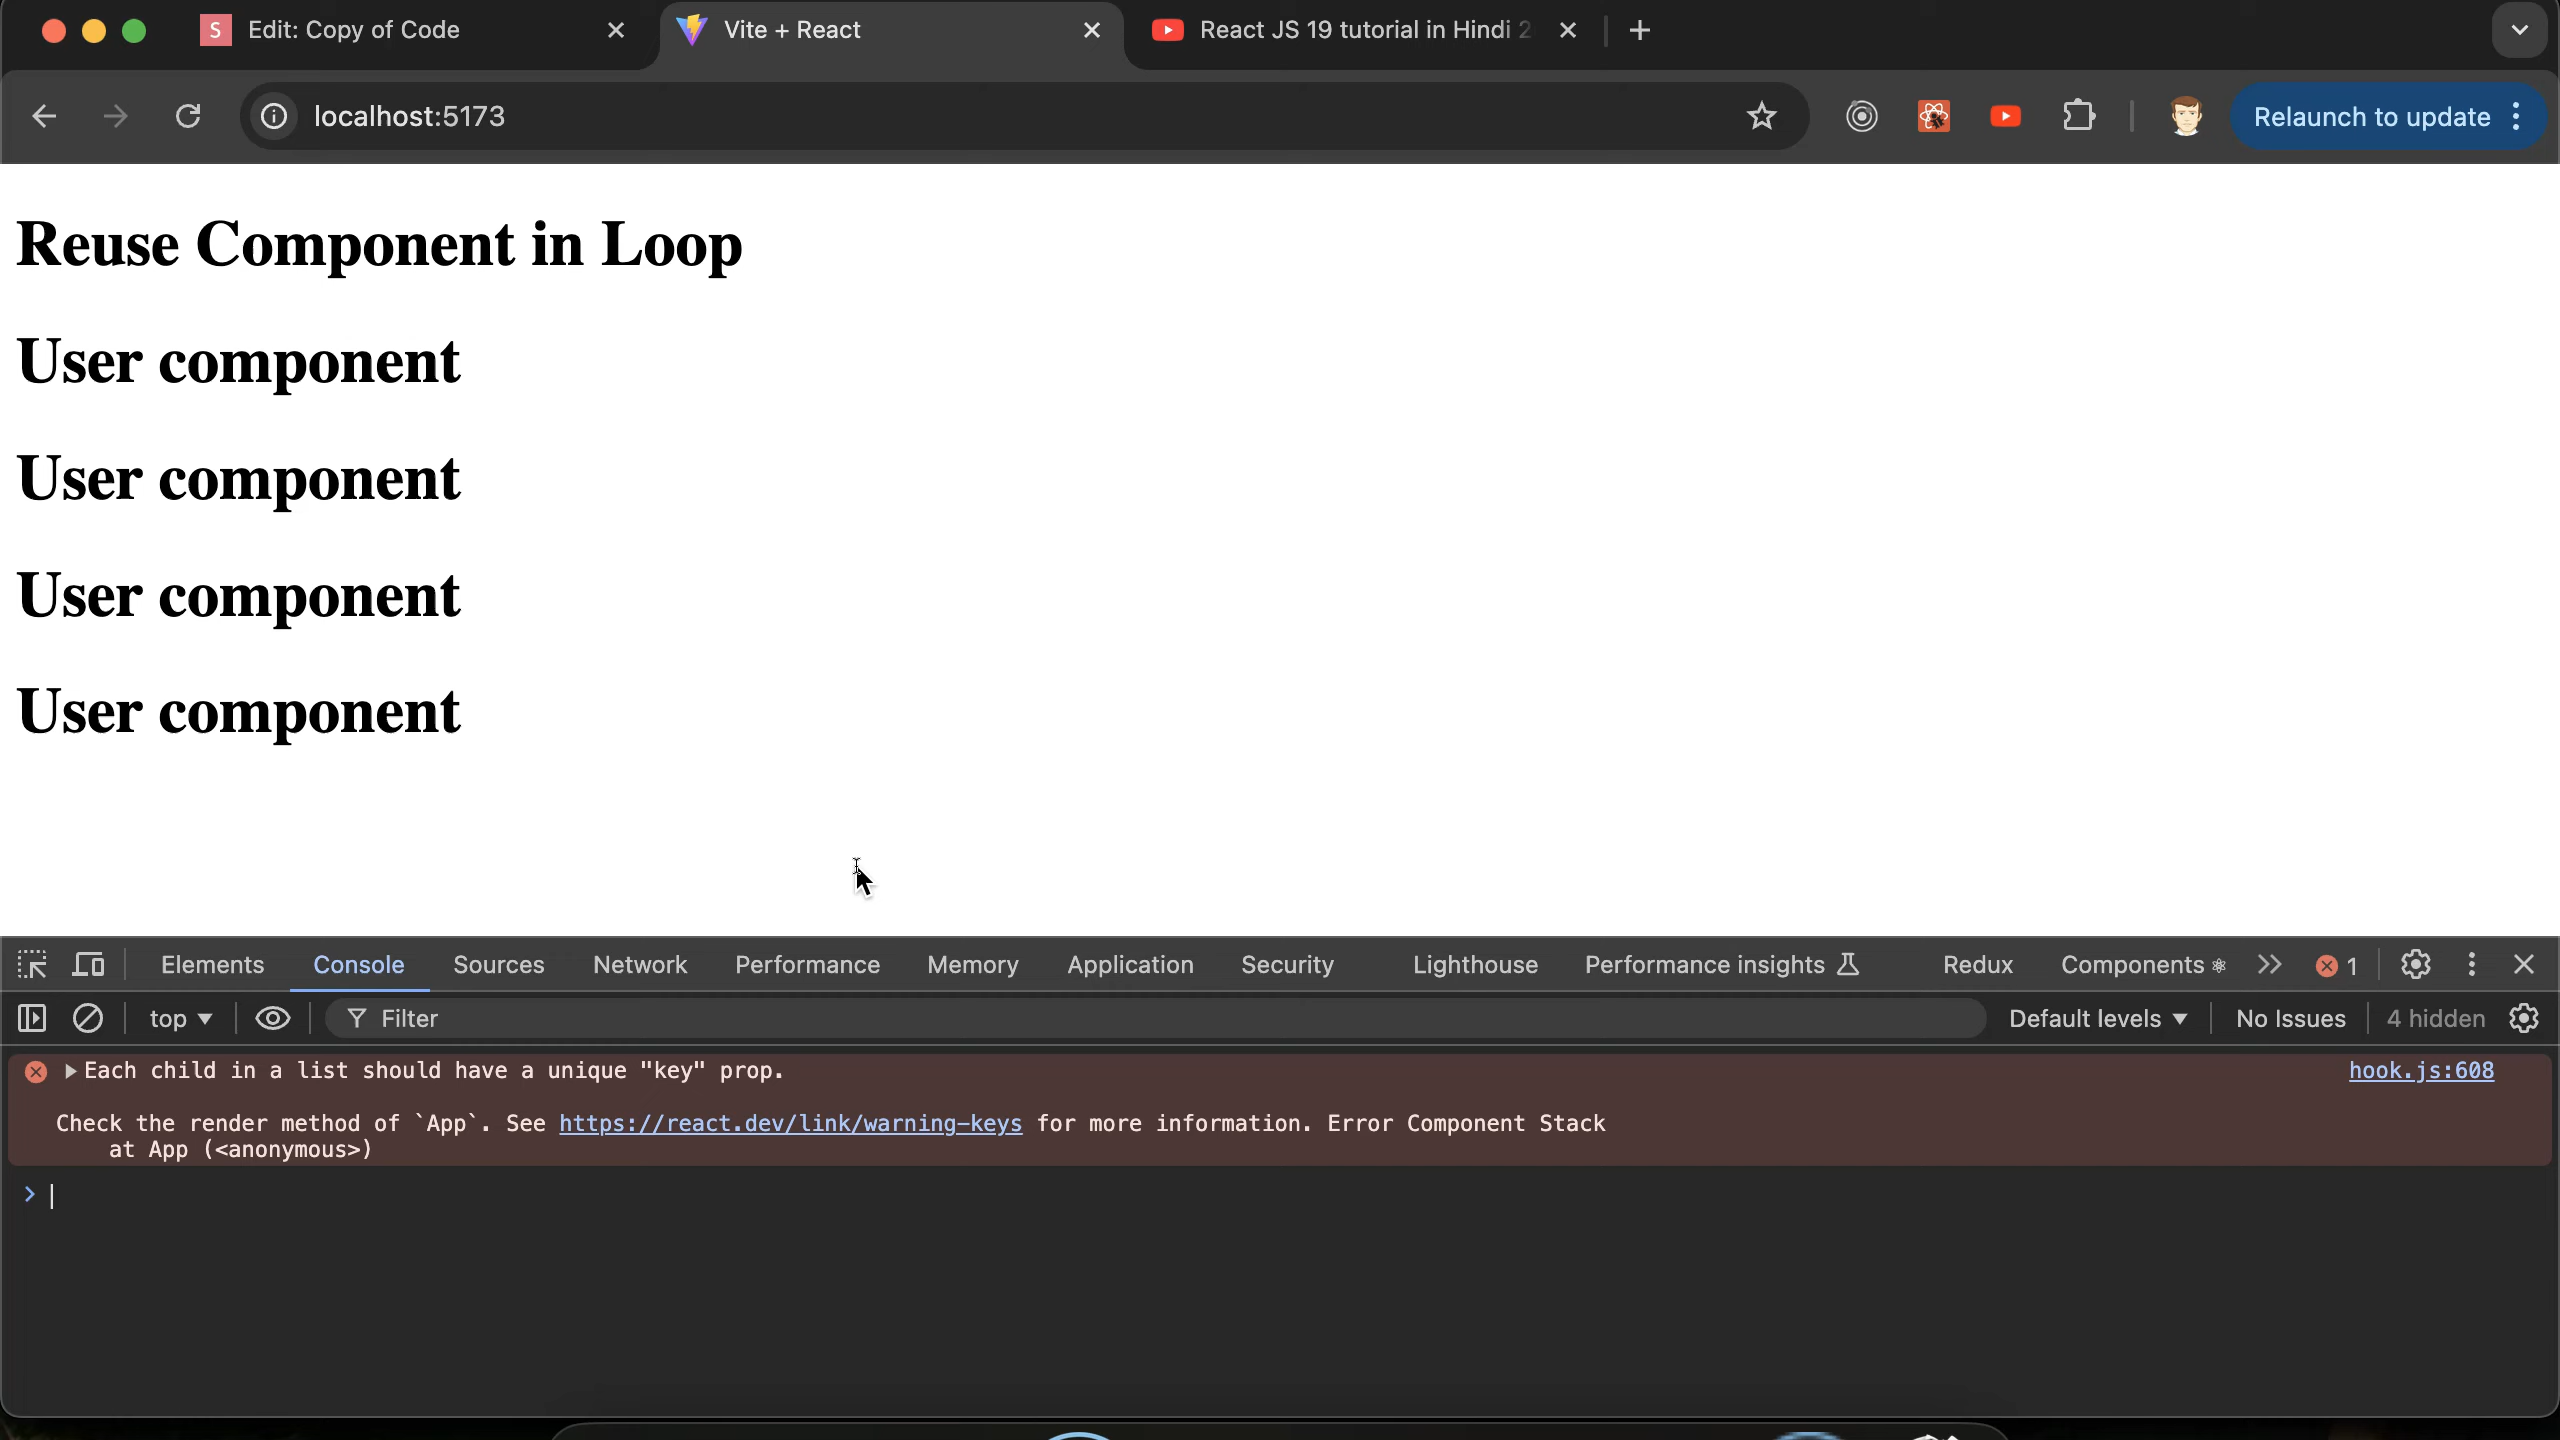 S Edit: Copy of Code
Vite + React
React JS 19 tutorial in Hindi 2
localhost:5173
Relaunch to update
Reuse Component in Loop
User component
User component
User component
User component
Elements Console Sources Network Performance Memory Application Security Lighthouse Performance insights Redux Components 1
top Filter Default levels No Issues 4 hidden
Each child in a list should have a unique "key" prop. hook.js:608
Check the render method of `App`. See https://react.dev/link/warning-keys for more information. Error Component Stack
at App (<anonymous>)